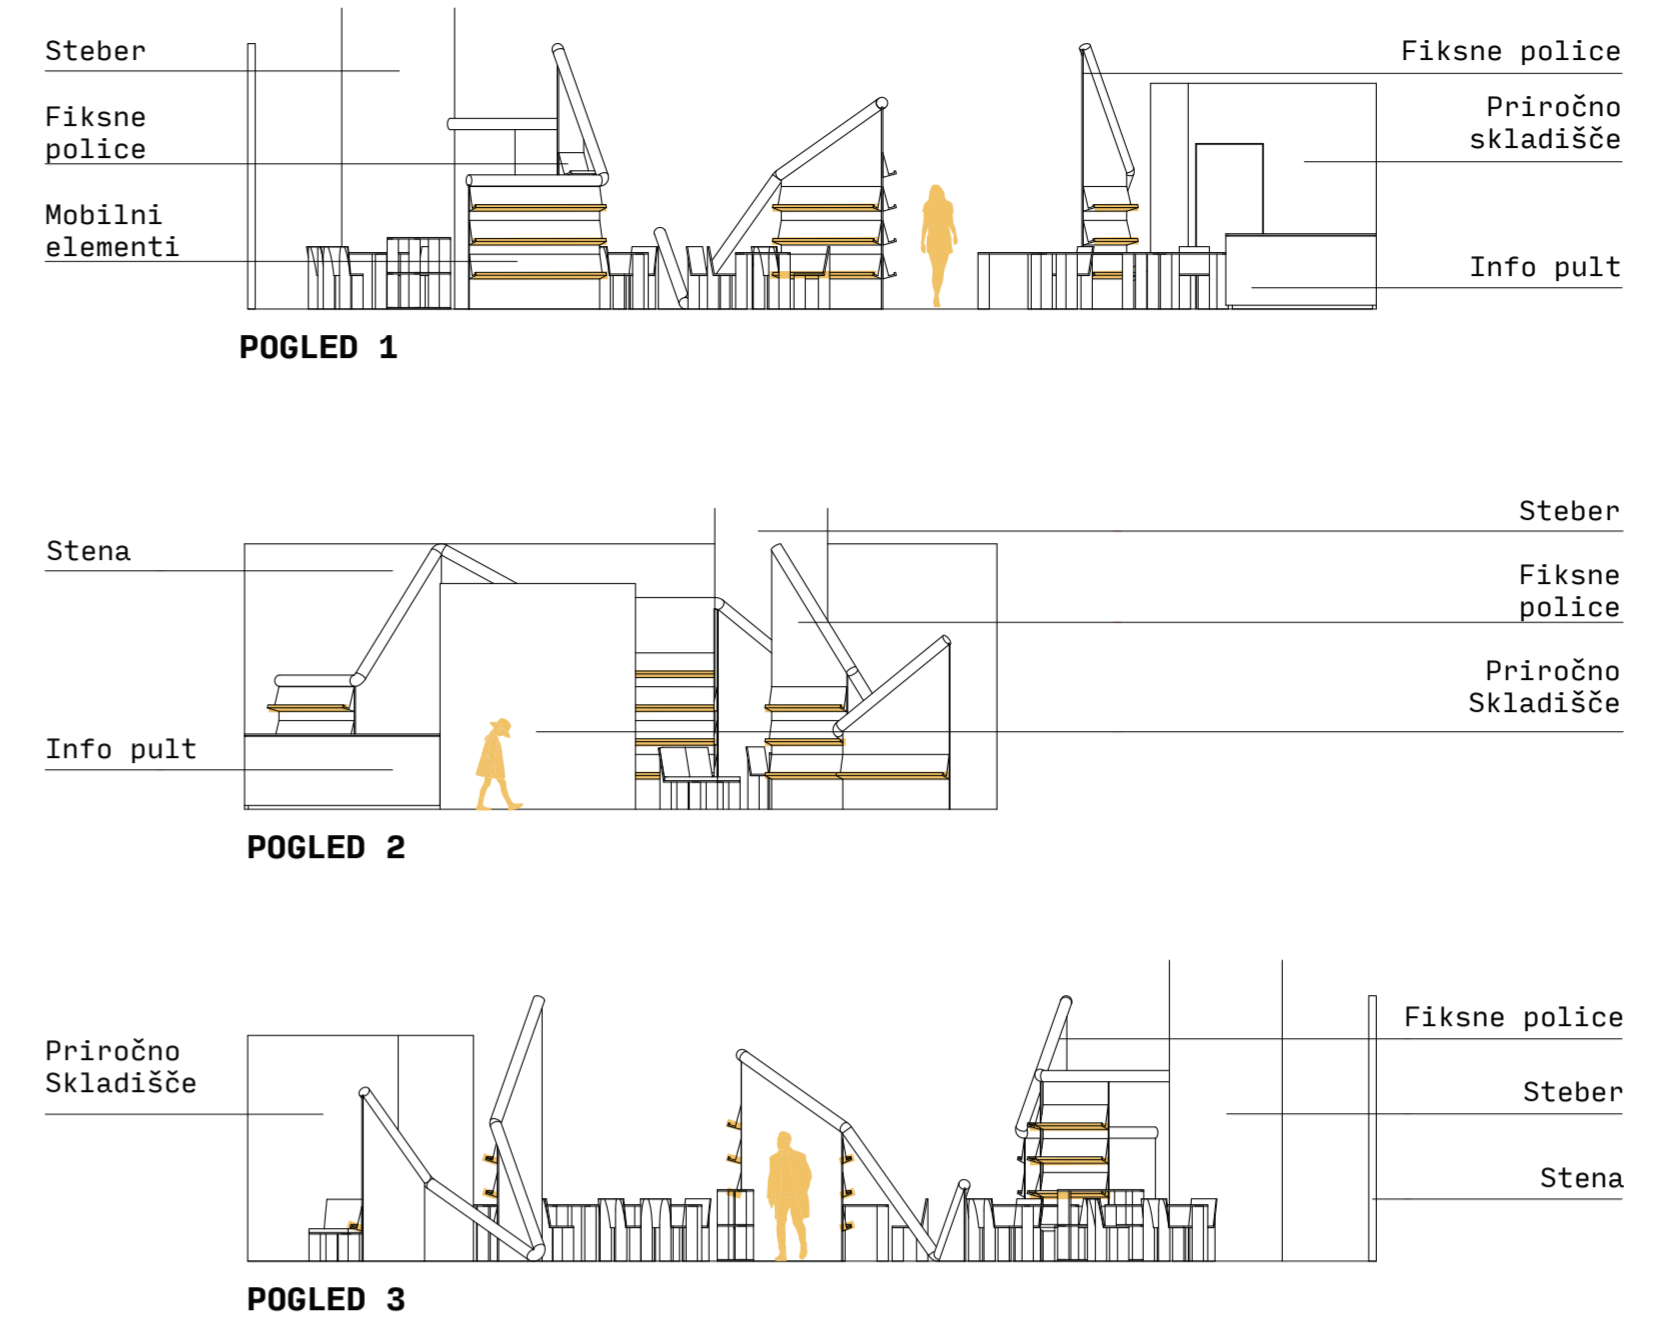 Steber
Fiksne
police
Mobilni
elementi
Fiksne police
Priročno
skladišče
Info pult
POGLED 1
Stena
Info pult
Steber
Fiksne
police
Priročno
Skladišče
POGLED 2
Priročno
Skladišče
Fiksne police
Steber
Stena
POGLED 3